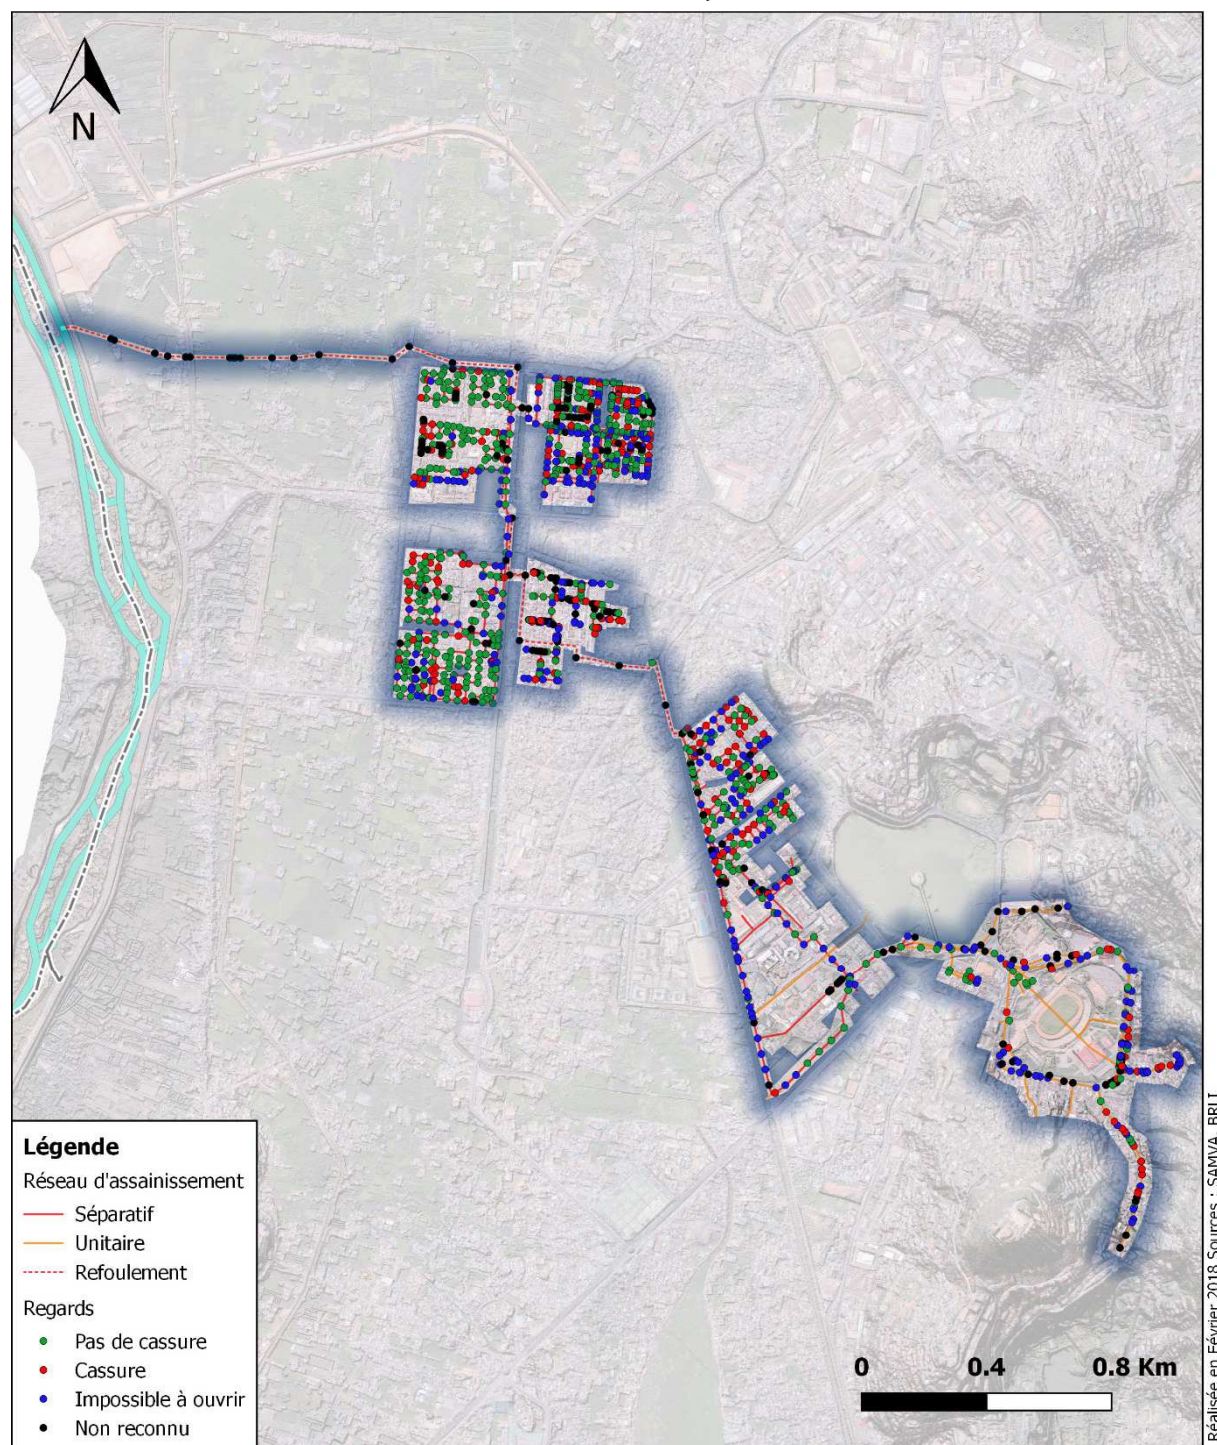 N
Légende
Réseau d'assainissement
Séparatif
Unitaire
Refoulement
Regards
Pas de cassure
Cassure
Impossible à ouvrir
Non reconnu
0 0.4 0.8 Km
Réalisée en Février 2018 Sources : SAMVA, BRLI